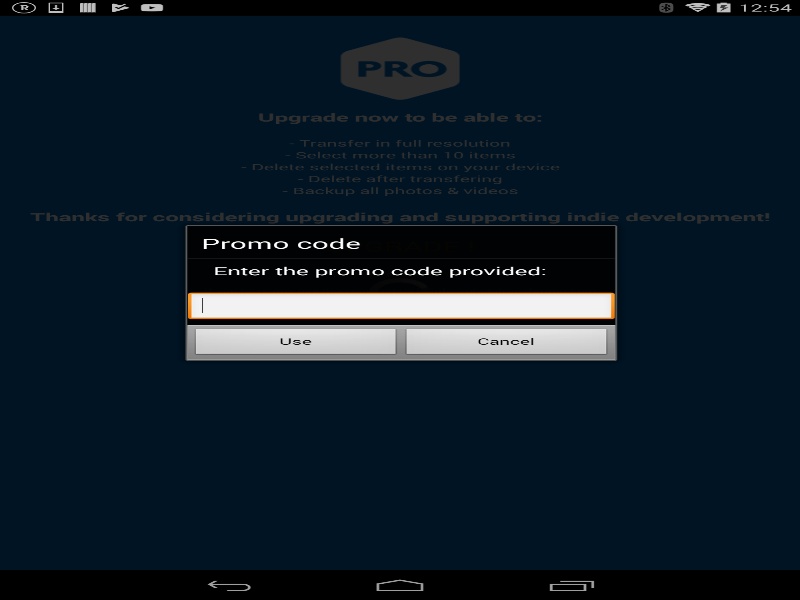 R
12:54
PRO
Upgrade now to be able to:
- Transfer in full resolution
- Select more than 10 items
- Delete selected items on your device
- Delete after transfering
- Backup all photos & videos
Thanks for considering upgrading and supporting indie development!
Promo code
Enter the promo code provided:
Use
Cancel